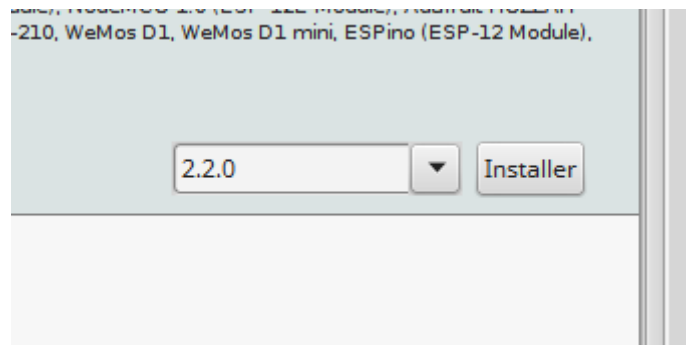 -210, WeMos D1, WeMos D1 mini, ESPino (ESP-12 Module),
2.2.0
Installer